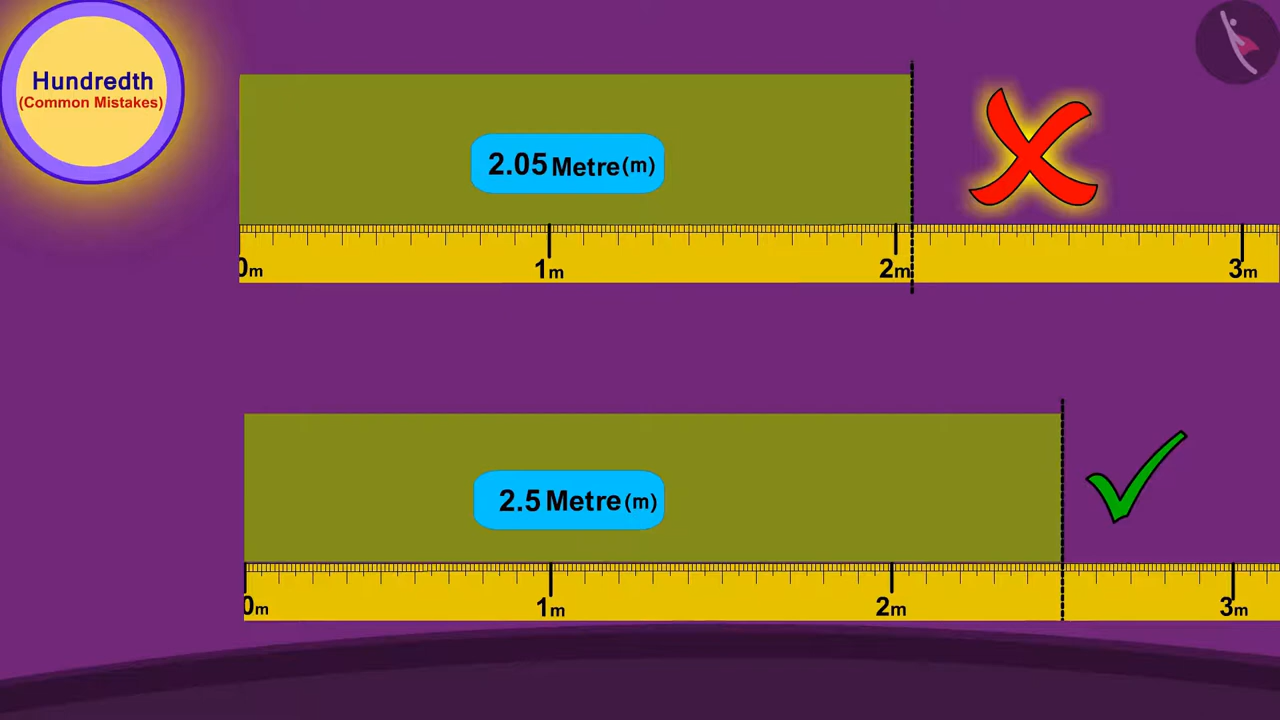 Hundredth
(Common Mistakes)
2.05 Metre (m)
0m 1m 2m 3m
2.5 Metre (m)
0m 1m 2m 3m